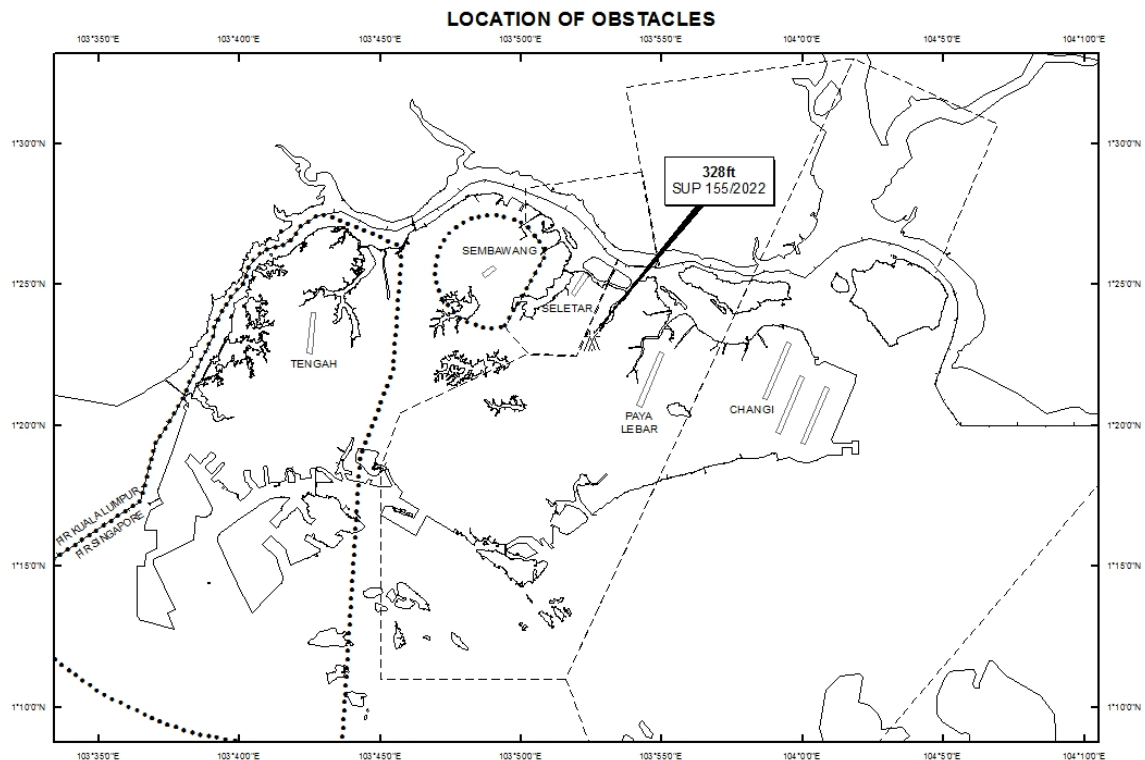 LOCATION OF OBSTACLES
103°35'0"E 103°40'0"E 103°45'0"E 103°50'0"E 103°55'0"E 104°0'0"E 104°5'0"E 104°10'0"E
1°30'0"N 1°30'0"N
328ft
SUP 155/2022
SEMBAWANG
1°25'0"N 1°25'0"N
SELETAR
TENGAH
PAYA
LEBAR
CHANGI
1°20'0"N 1°20'0"N
FIR KUALA LUMPUR
FIR SINGAPORE
1°15'0"N 1°15'0"N
1°10'0"N 1°10'0"N
103°35'0"E 103°40'0"E 103°45'0"E 103°50'0"E 103°55'0"E 104°0'0"E 104°5'0"E 104°10'0"E